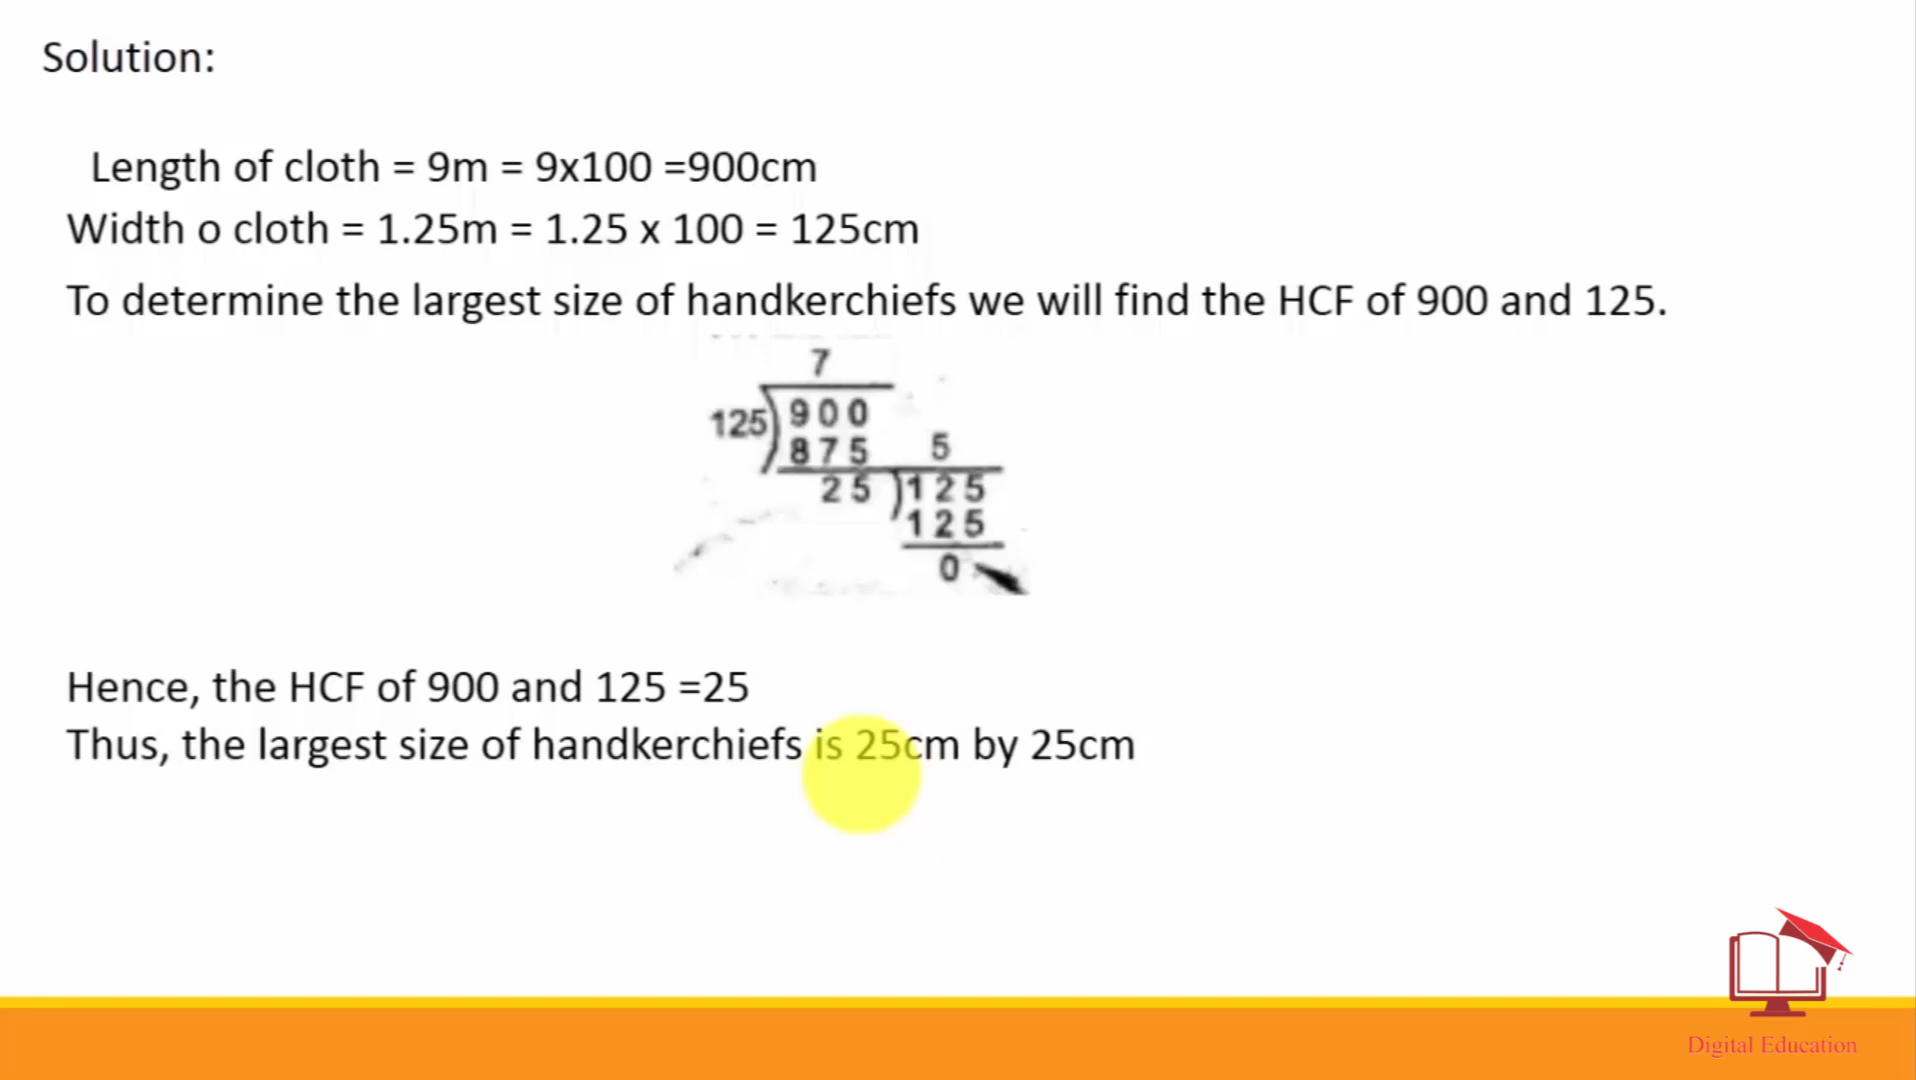 Solution:
Length of cloth = 9m = 9x100 =900cm
Width o cloth = 1.25m = 1.25 x 100 = 125cm
To determine the largest size of handkerchiefs we will find the HCF of 900 and 125.
7
125 900
875 5
25 125
125
0
Hence, the HCF of 900 and 125 =25
Thus, the largest size of handkerchiefs is 25cm by 25cm
Digital Education